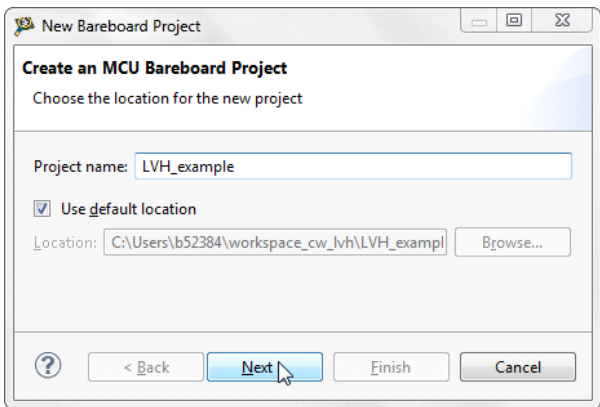 New Bareboard Project
Create an MCU Bareboard Project
Choose the location for the new project
Project name: LVH_example
Use default location
Location: C:\Users\b52384\workspace_cw_lvh\LVH_exampl Browse...
? < Back Next Finish Cancel